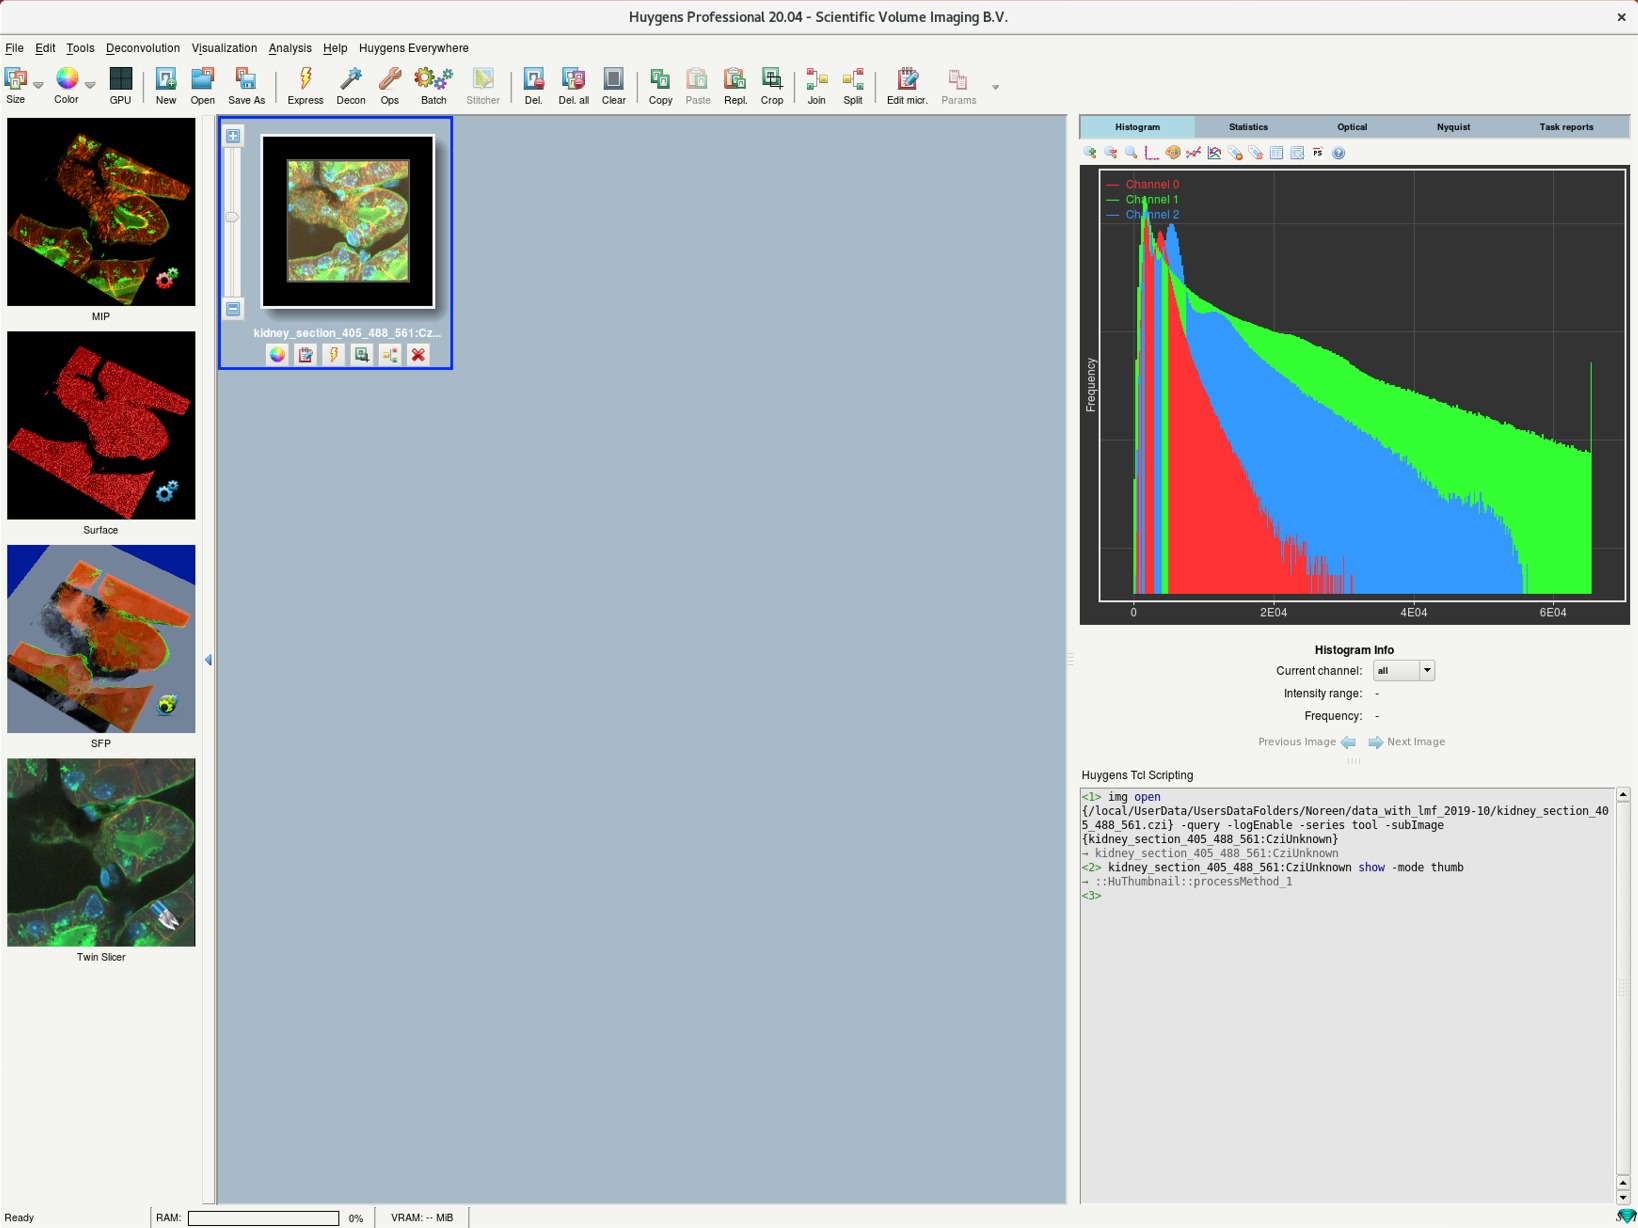 Huygens Professional 20.04 - Scientific Volume Imaging B.V.
File Edit Tools Deconvolution Visualization Analysis Help Huygens Everywhere
Size Color GPU New Open Save As Express Decon Ops Batch Stitcher Del. Del. all Clear Copy Paste Repl. Crop Join Split Edit micr. Params
MIP
Surface
SFP
Twin Slicer
kidney_section_405_488_561:Cz...
Histogram Statistics Optical Nyquist Task reports
PS
Channel 0
Channel 1
Channel 2
Frequency
0 2E04 4E04 6E04
Histogram Info
Current channel: all
Intensity range: -
Frequency: -
Previous Image Next Image
Huygens Tcl Scripting
<1> img open
{/local/UserData/UsersDataFolders/Noreen/data_with_lmf_2019-10/kidney_section_40
5_488_561.czi} -query -logEnable -series tool -subImage
{kidney_section_405_488_561:CziUnknown}
→ kidney_section_405_488_561:CziUnknown
<2> kidney_section_405_488_561:CziUnknown show -mode thumb
→ ::HuThumbnail::processMethod_1
<3>
Ready RAM: 0% VRAM: -- MiB